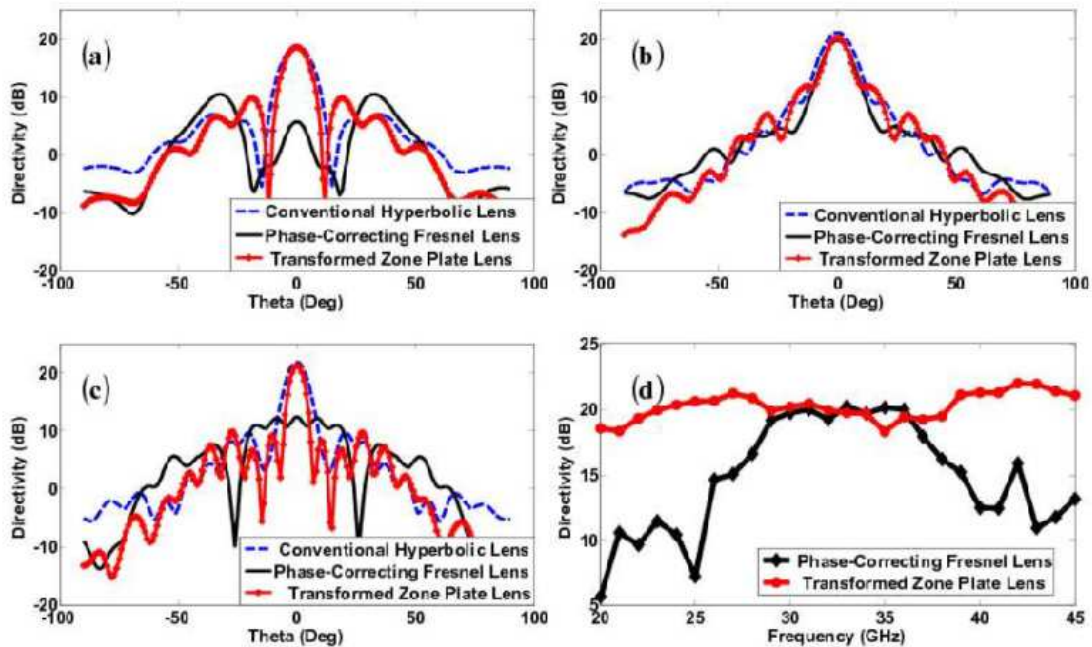 (a)
Directivity (dB)
20
10
0
-10
-20
-100
-50
0
50
100
Theta (Deg)
Conventional Hyperbolic Lens
Phase-Correcting Fresnel Lens
Transformed Zone Plate Lens
(b)
Directivity (dB)
20
10
0
-10
-20
-100
-50
0
50
100
Theta (Deg)
Conventional Hyperbolic Lens
Phase-Correcting Fresnel Lens
Transformed Zone Plate Lens
(c)
Directivity (dB)
20
10
0
-10
-20
-100
-50
0
50
100
Theta (Deg)
Conventional Hyperbolic Lens
Phase-Correcting Fresnel Lens
Transformed Zone Plate Lens
(d)
Directivity (dB)
25
20
15
10
5
20
25
30
35
40
45
Frequency (GHz)
Phase-Correcting Fresnel Lens
Transformed Zone Plate Lens